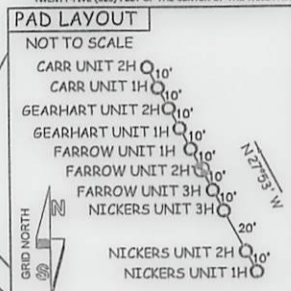 PAD LAYOUT
NOT TO SCALE
CARR UNIT 2H
10'
CARR UNIT 1H
10'
GEARHART UNIT 2H
10'
GEARHART UNIT 1H
10'
FARROW UNIT 1H
10'
FARROW UNIT 2H
10'
FARROW UNIT 3H
10'
NICKERS UNIT 3H
N 27°53' W
20'
NICKERS UNIT 2H
10'
NICKERS UNIT 1H
GRID NORTH
N
S